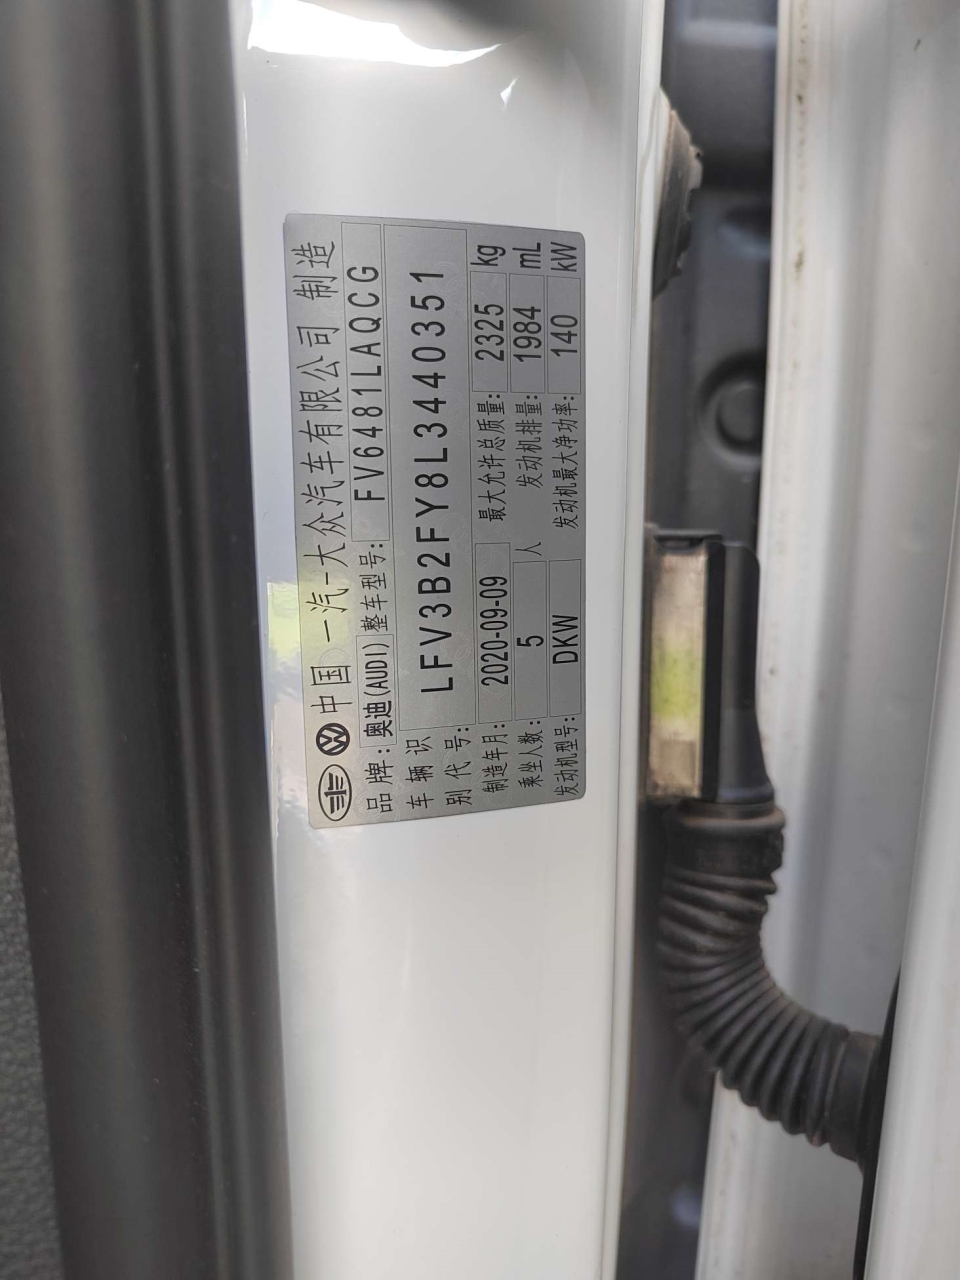 中国一汽-大众汽车有限公司 制造
品牌: 奥迪(AUDI) 整车型号: FV6481LAQCG
车辆识别代号: LFV3B2FY8L3440351
制造年月: 2020-09-09 最大允许总质量: 2325 kg
乘坐人数: 5 人 发动机排量: 1984 mL
发动机型号: DKW 发动机最大净功率: 140 kW